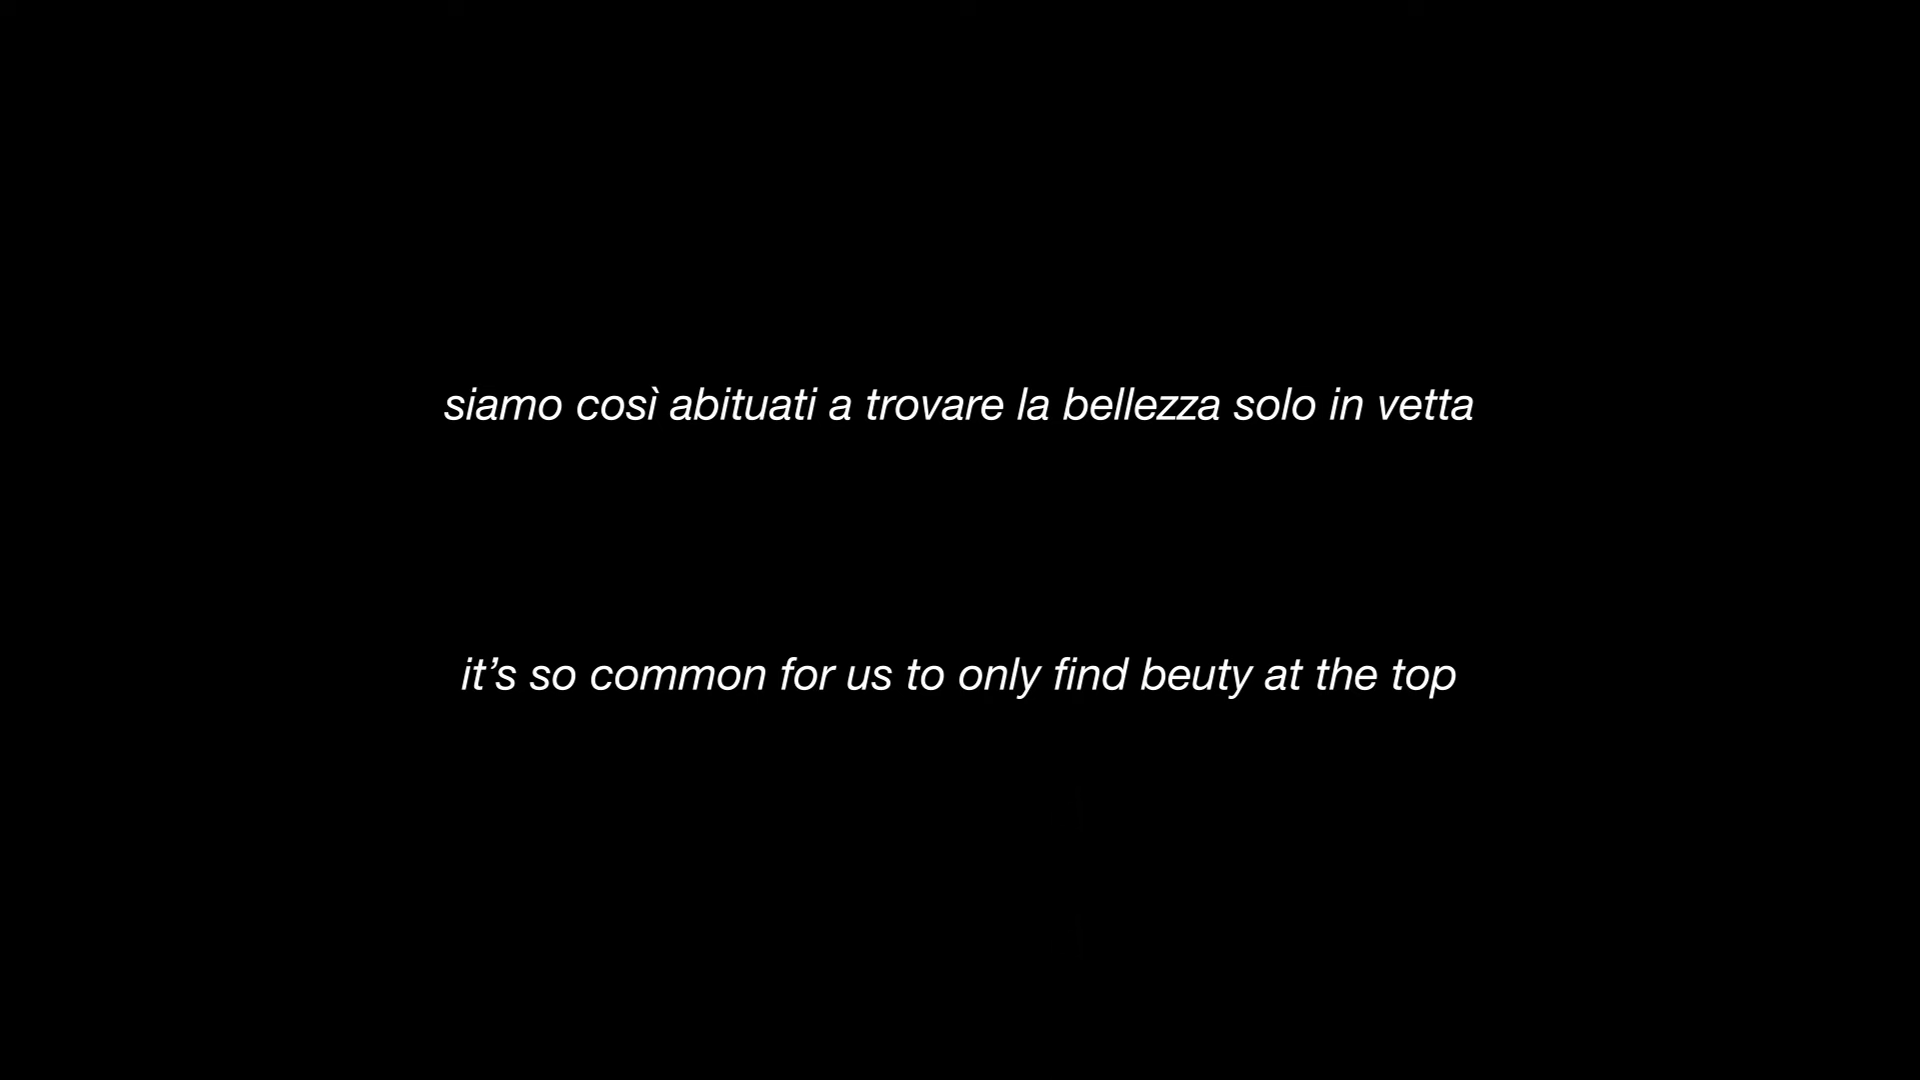 siamo così abituati a trovare la bellezza solo in vetta
it’s so common for us to only find beuty at the top